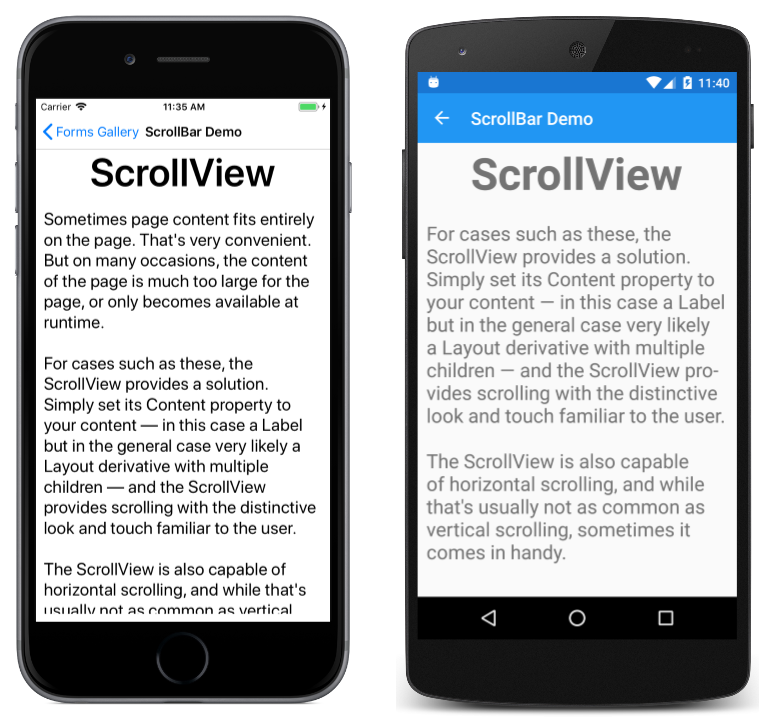 Carrier 11:35 AM
Forms Gallery ScrollBar Demo
ScrollView
Sometimes page content fits entirely
on the page. That's very convenient.
But on many occasions, the content
of the page is much too large for the
page, or only becomes available at
runtime.
For cases such as these, the
ScrollView provides a solution.
Simply set its Content property to
your content — in this case a Label
but in the general case very likely a
Layout derivative with multiple
children — and the ScrollView
provides scrolling with the distinctive
look and touch familiar to the user.
The ScrollView is also capable of
horizontal scrolling, and while that's
usually not as common as vertical
11:40
ScrollBar Demo
ScrollView
For cases such as these, the
ScrollView provides a solution.
Simply set its Content property to
your content — in this case a Label
but in the general case very likely
a Layout derivative with multiple
children — and the ScrollView pro-
vides scrolling with the distinctive
look and touch familiar to the user.
The ScrollView is also capable
of horizontal scrolling, and while
that's usually not as common as
vertical scrolling, sometimes it
comes in handy.